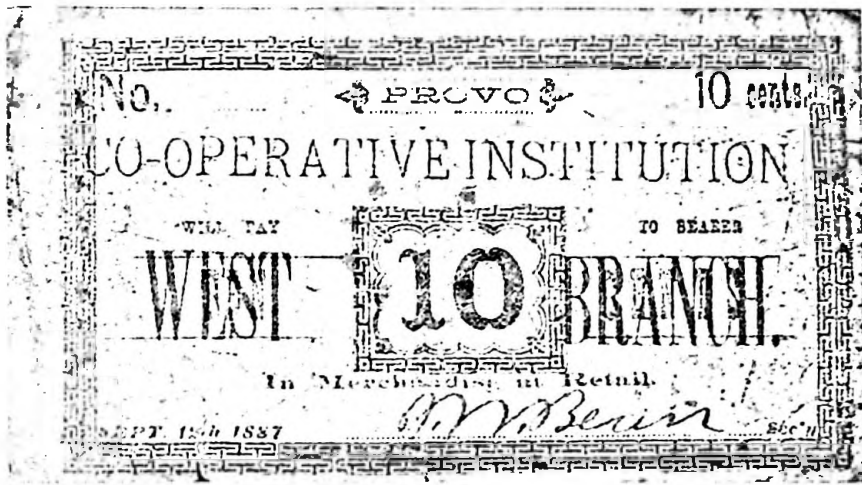 No. PROVO 10 cents
CO-OPERATIVE INSTITUTION
WILL PAY TO BEARER
WEST 10 BRANCH.
In Merchandise at Retail.
SEPT. 1887 Sec'y